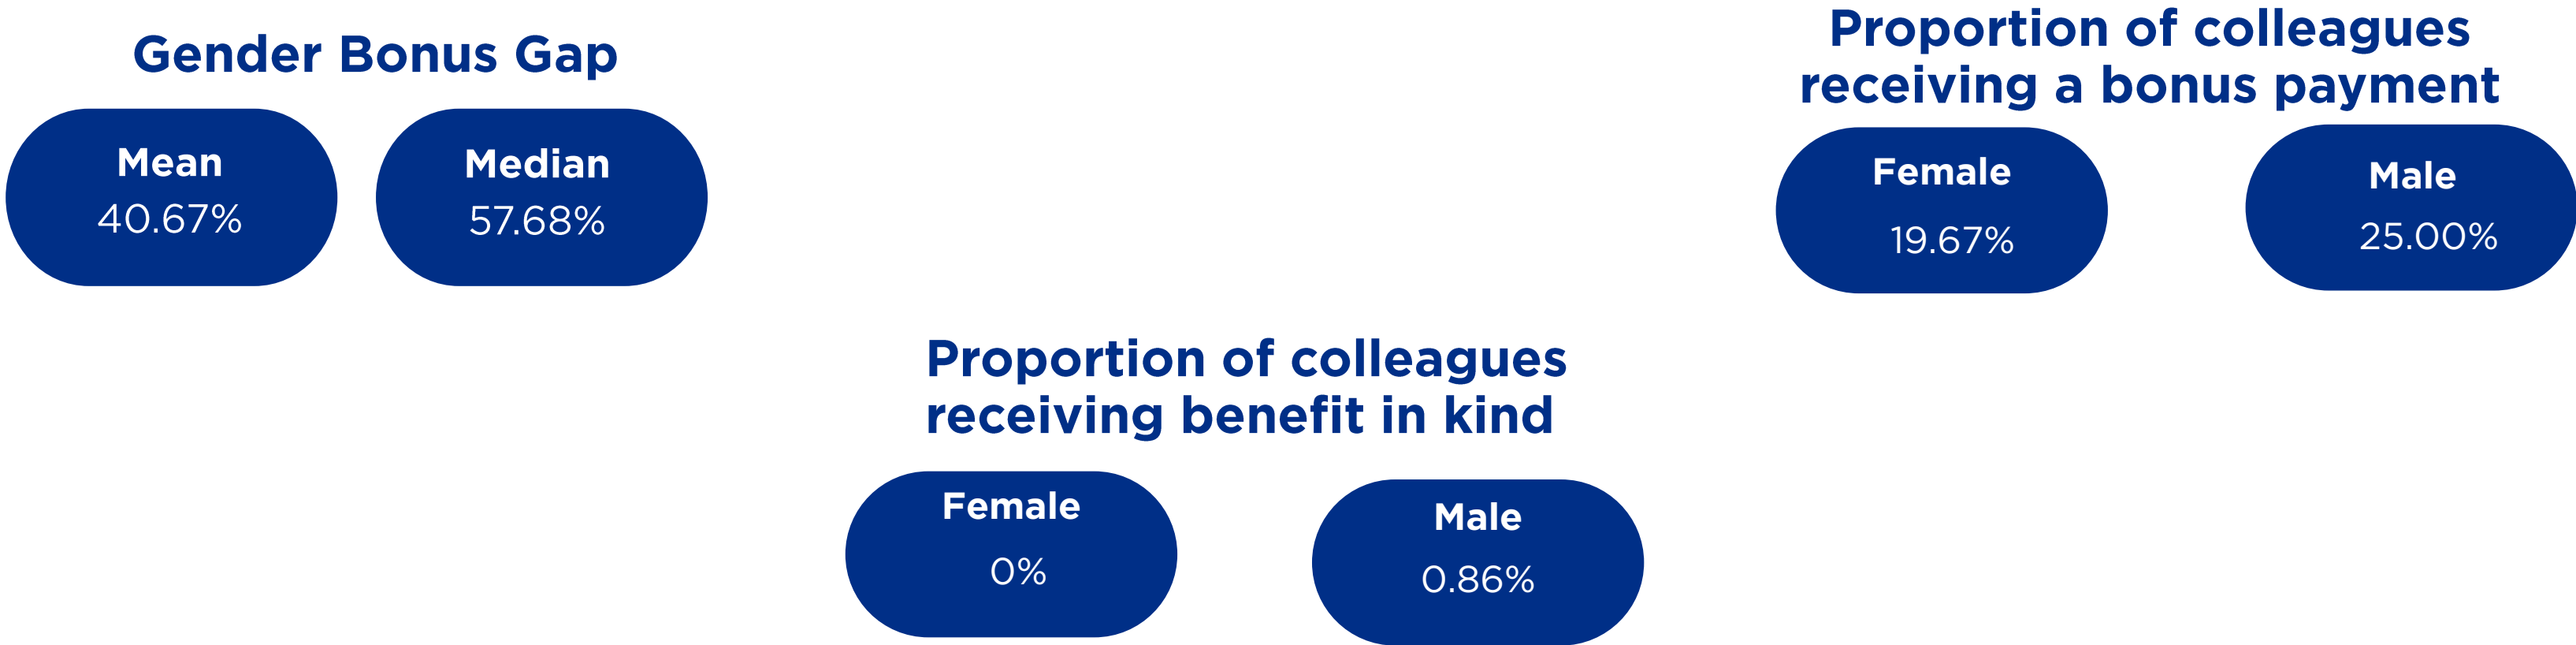 Gender Bonus Gap
Mean
40.67%
Median
57.68%
Proportion of colleagues
receiving a bonus payment
Female
19.67%
Male
25.00%
Proportion of colleagues
receiving benefit in kind
Female
0%
Male
0.86%